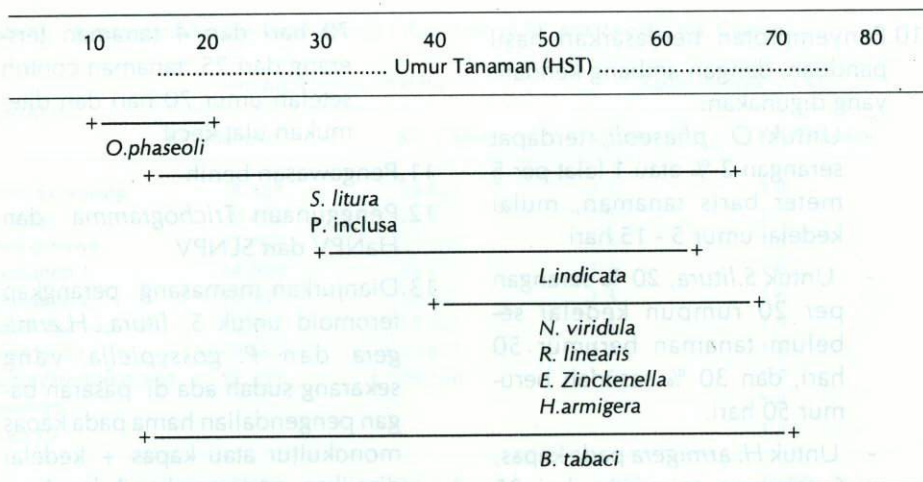 10 20 30 40 50 60 70 80
................................. Umur Tanaman (HST)..............................
+————+
O.phaseoli
+————+
S. litura
P. inclusa
+————+
L.indicata
+————+
N. viridula
R. linearis
E. Zinckenella
H.armigera
+————+
B. tabaci